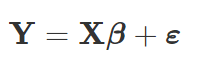 𝐘 = 𝐗𝜷 + 𝜺